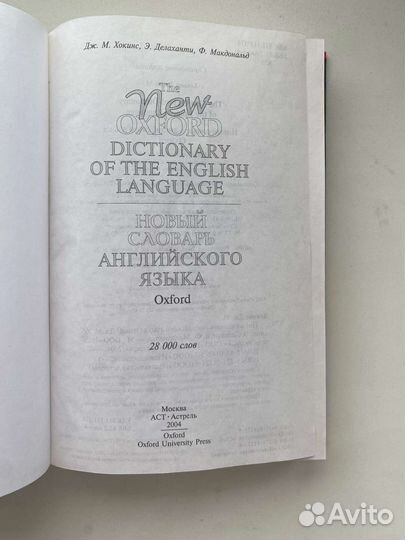 Дж. М. Хокинс, Э. Делаханти, Ф. Макдональд
The
New
OXFORD
DICTIONARY
OF THE ENGLISH
LANGUAGE
НОВЫЙ
СЛОВАРЬ
АНГЛИЙСКОГО
ЯЗЫКА
Oxford
28 000 слов
Москва
АСТ • Астрель
2004
Oxford
Oxford University Press
Avito